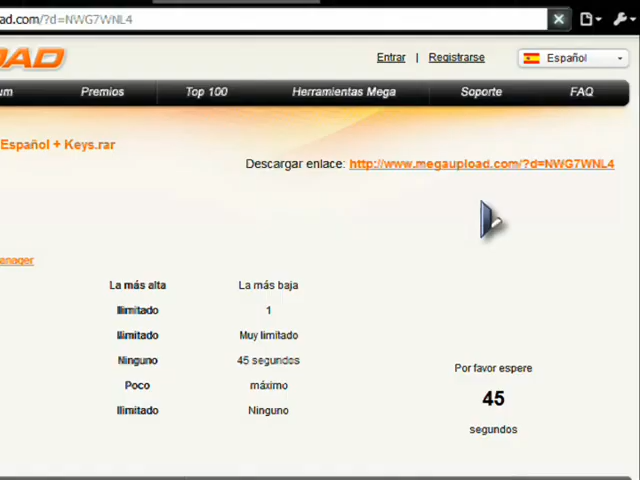 ad.com/?d=NWG7WNL4
OAD
Entrar | Registrarse
Español
um Premios Top 100 Herramientas Mega Soporte FAQ
Español + Keys.rar
Descargar enlace: http://www.megaupload.com/?d=NWG7WNL4
anager
La más alta La más baja
Ilimitado 1
Ilimitado Muy limitado
Ninguno 45 segundos
Poco máximo
Ilimitado Ninguno
Por favor espere
45
segundos